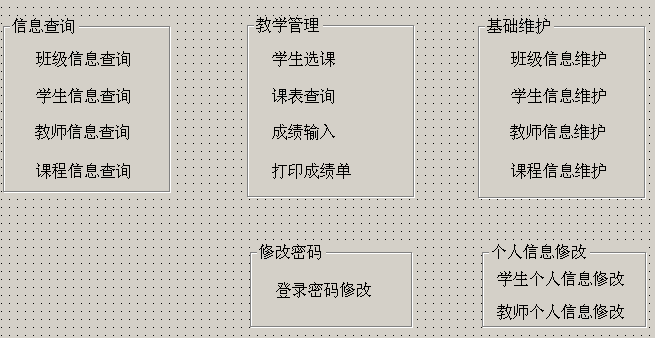 信息查询
班级信息查询
学生信息查询
教师信息查询
课程信息查询
教学管理
学生选课
课表查询
成绩输入
打印成绩单
基础维护
班级信息维护
学生信息维护
教师信息维护
课程信息维护
修改密码
登录密码修改
个人信息修改
学生个人信息修改
教师个人信息修改